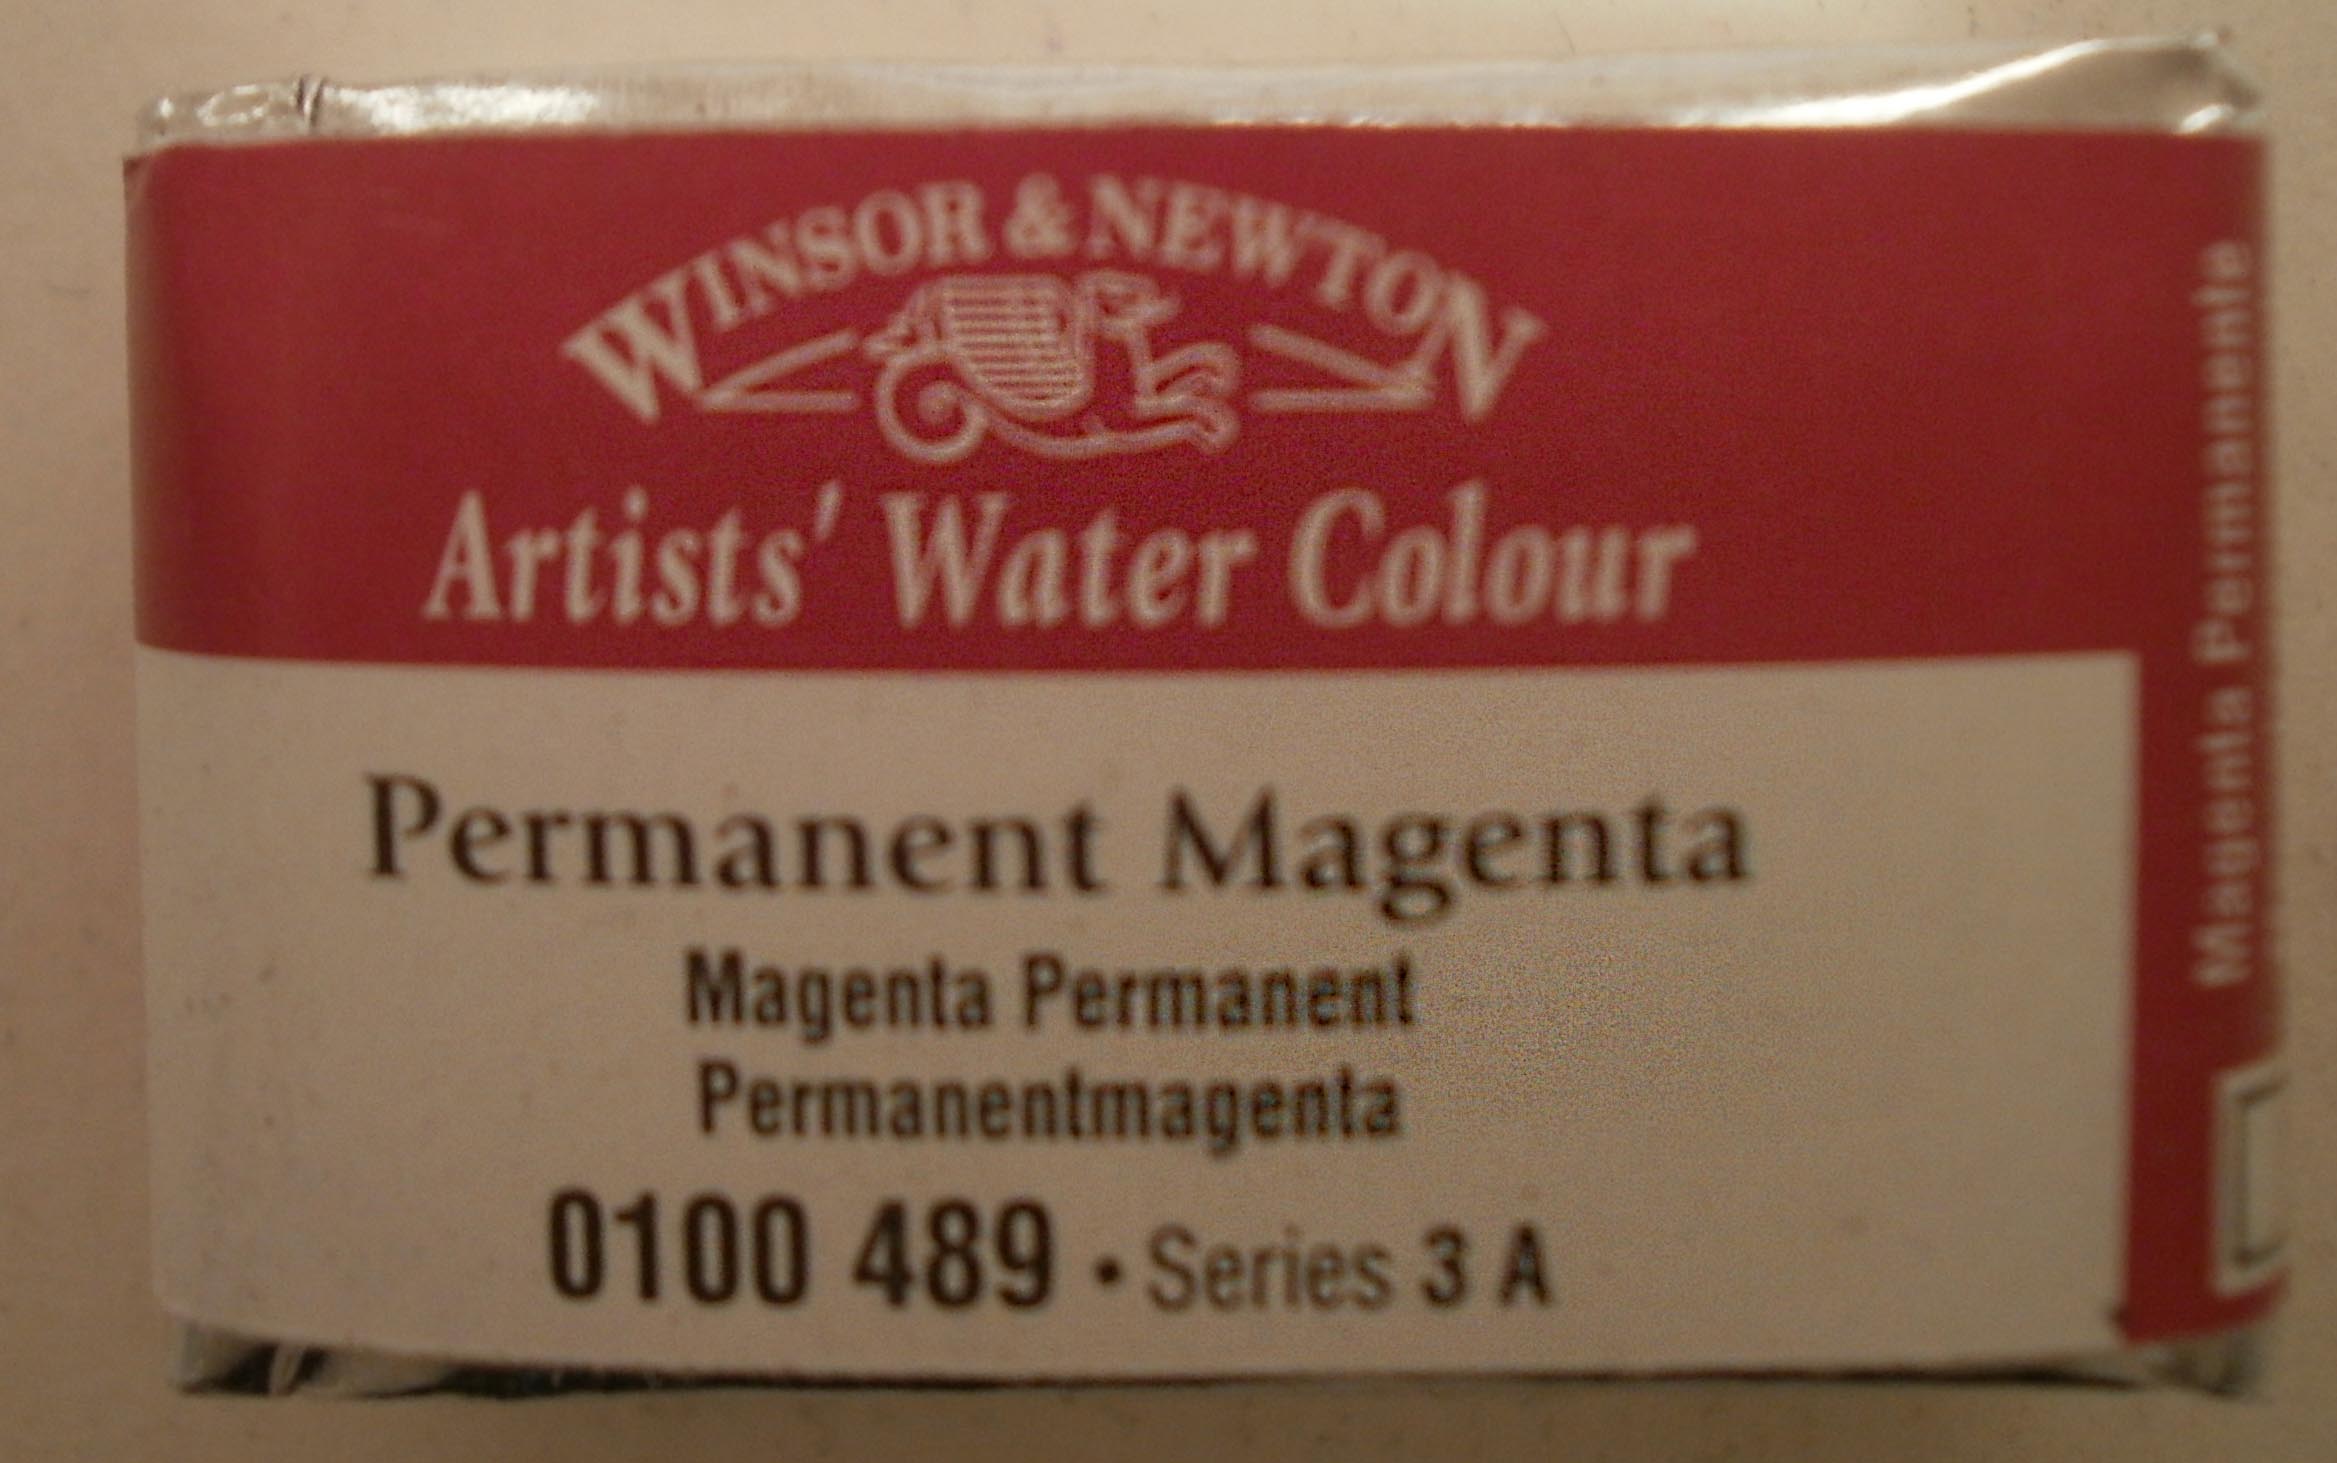 WINSOR & NEWTON
Artists' Water Colour
Permanent Magenta
Magenta Permanent
Permanentmagenta
0100 489 • Series 3 A
Magenta Permanente